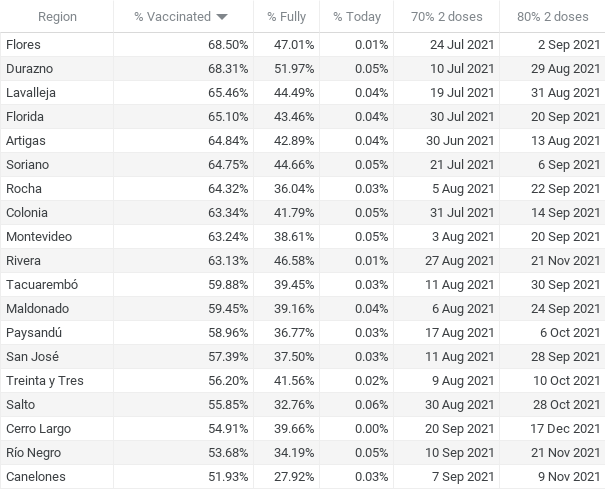 Region % Vaccinated % Fully % Today 70% 2 doses 80% 2 doses
Flores 68.50% 47.01% 0.01% 24 Jul 2021 2 Sep 2021
Durazno 68.31% 51.97% 0.05% 10 Jul 2021 29 Aug 2021
Lavalleja 65.46% 44.49% 0.04% 19 Jul 2021 31 Aug 2021
Florida 65.10% 43.46% 0.04% 30 Jul 2021 20 Sep 2021
Artigas 64.84% 42.89% 0.04% 30 Jun 2021 13 Aug 2021
Soriano 64.75% 44.66% 0.05% 21 Jul 2021 6 Sep 2021
Rocha 64.32% 36.04% 0.03% 5 Aug 2021 22 Sep 2021
Colonia 63.34% 41.79% 0.05% 31 Jul 2021 14 Sep 2021
Montevideo 63.24% 38.61% 0.05% 3 Aug 2021 20 Sep 2021
Rivera 63.13% 46.58% 0.01% 27 Aug 2021 21 Nov 2021
Tacuarembó 59.88% 39.45% 0.03% 11 Aug 2021 30 Sep 2021
Maldonado 59.45% 39.16% 0.04% 6 Aug 2021 24 Sep 2021
Paysandú 58.96% 36.77% 0.03% 17 Aug 2021 6 Oct 2021
San José 57.39% 37.50% 0.03% 11 Aug 2021 28 Sep 2021
Treinta y Tres 56.20% 41.56% 0.02% 9 Aug 2021 10 Oct 2021
Salto 55.85% 32.76% 0.06% 30 Aug 2021 28 Oct 2021
Cerro Largo 54.91% 39.66% 0.00% 20 Sep 2021 17 Dec 2021
Río Negro 53.68% 34.19% 0.05% 10 Sep 2021 21 Nov 2021
Canelones 51.93% 27.92% 0.03% 7 Sep 2021 9 Nov 2021